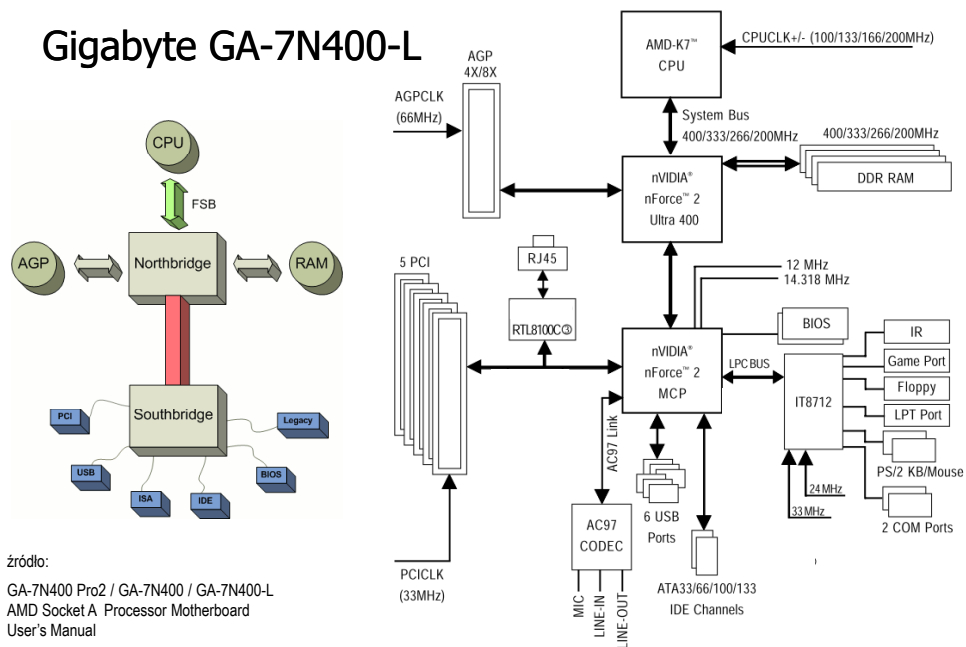 Gigabyte GA-7N400-L
CPU
FSB
AGP
Northbridge
RAM
Southbridge
PCI
USB
ISA
IDE
BIOS
Legacy
źródło:
GA-7N400 Pro2 / GA-7N400 / GA-7N400-L
AMD Socket A Processor Motherboard
User's Manual
AMD-K7™
CPU
CPUCLK+/- (100/133/166/200MHz)
AGP
4X/8X
AGPCLK
(66MHz)
System Bus
400/333/266/200MHz
400/333/266/200MHz
DDR RAM
nVIDIA®
nForce™ 2
Ultra 400
5 PCI
RJ45
RTL8100C③
12 MHz
14.318 MHz
BIOS
nVIDIA®
nForce™ 2
MCP
LPC BUS
IT8712
IR
Game Port
Floppy
LPT Port
PS/2 KB/Mouse
2 COM Ports
24 MHz
33 MHz
AC97 Link
AC97
CODEC
MIC
LINE-IN
LINE-OUT
6 USB
Ports
ATA33/66/100/133
IDE Channels
PCICLK
(33MHz)